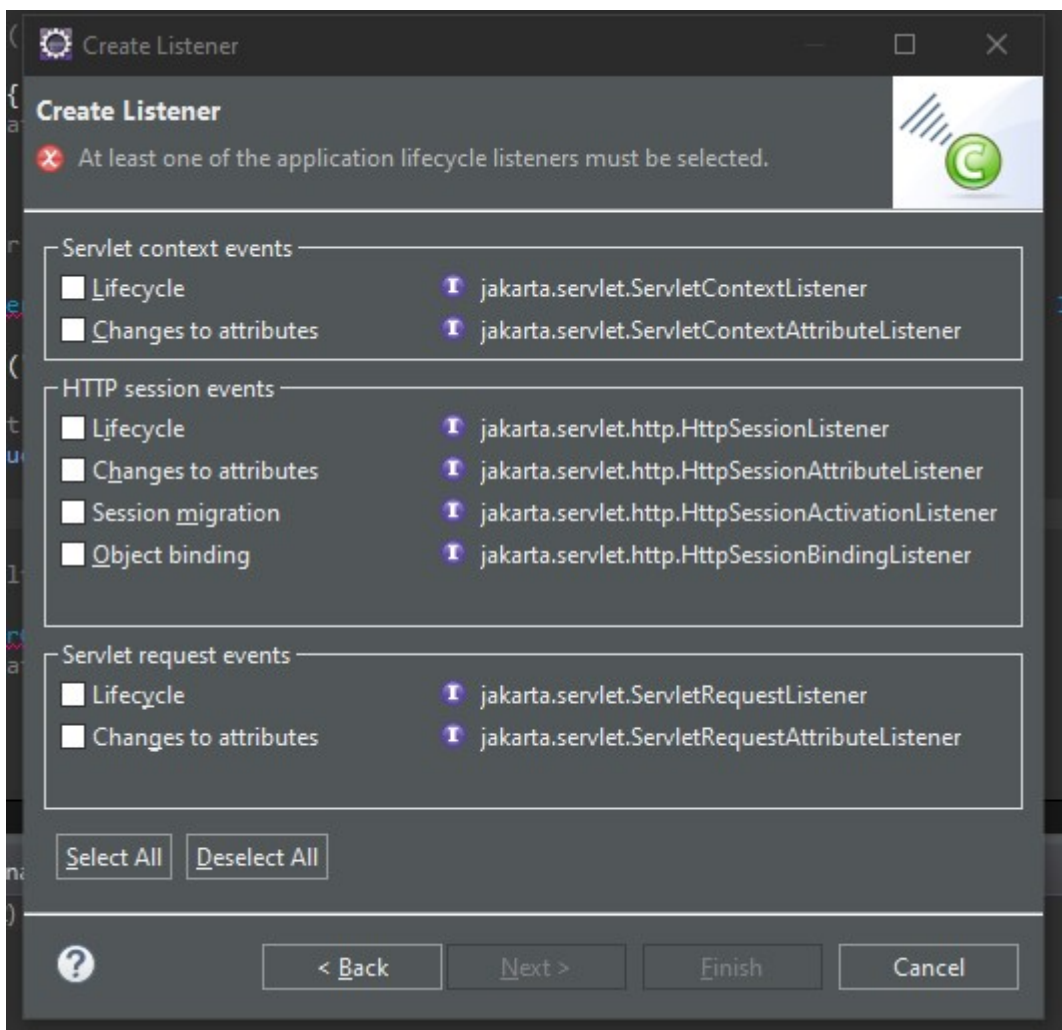 Create Listener
Create Listener
At least one of the application lifecycle listeners must be selected.
Servlet context events
Lifecycle jakarta.servlet.ServletContextListener
Changes to attributes jakarta.servlet.ServletContextAttributeListener
HTTP session events
Lifecycle jakarta.servlet.http.HttpSessionListener
Changes to attributes jakarta.servlet.http.HttpSessionAttributeListener
Session migration jakarta.servlet.http.HttpSessionActivationListener
Object binding jakarta.servlet.http.HttpSessionBindingListener
Servlet request events
Lifecycle jakarta.servlet.ServletRequestListener
Changes to attributes jakarta.servlet.ServletRequestAttributeListener
Select All Deselect All
< Back Next > Finish Cancel